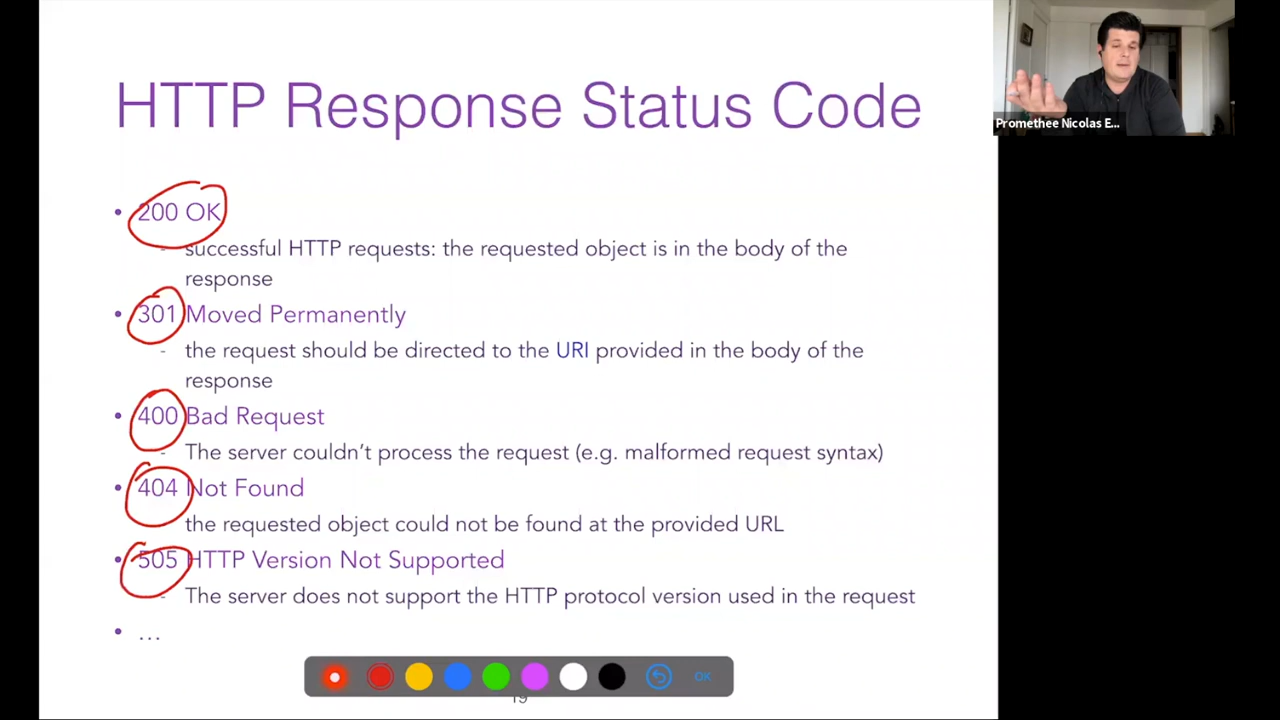 HTTP Response Status Code
Promethee Nicolas E...
• 200 OK
- successful HTTP requests: the requested object is in the body of the
response
• 301 Moved Permanently
- the request should be directed to the URI provided in the body of the
response
• 400 Bad Request
- The server couldn't process the request (e.g. malformed request syntax)
• 404 Not Found
the requested object could not be found at the provided URL
• 505 HTTP Version Not Supported
- The server does not support the HTTP protocol version used in the request
• ...
OK
19